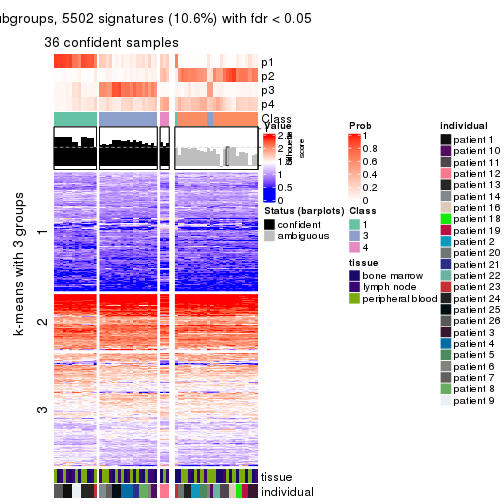 ubgroups, 5502 signatures (10.6%) with fdr < 0.05
36 confident samples
p1
p2
p3
p4
Class
k-means with 3 groups
1
2
3
tissue
individual
Value
2.5
2
1.5
1
0.5
0
Silhouette
score
Status (barplots)
confident
ambiguous
Prob
1
0.8
0.6
0.4
0.2
0
Class
1
3
4
tissue
bone marrow
lymph node
peripheral blood
individual
patient 1
patient 10
patient 11
patient 12
patient 13
patient 14
patient 16
patient 18
patient 19
patient 2
patient 20
patient 21
patient 22
patient 23
patient 24
patient 25
patient 26
patient 3
patient 4
patient 5
patient 6
patient 7
patient 8
patient 9